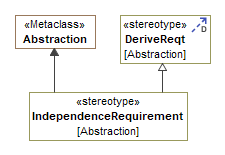 «Metaclass»
Abstraction
«stereotype»
DeriveReqt
[Abstraction]
D
«stereotype»
IndependenceRequirement
[Abstraction]